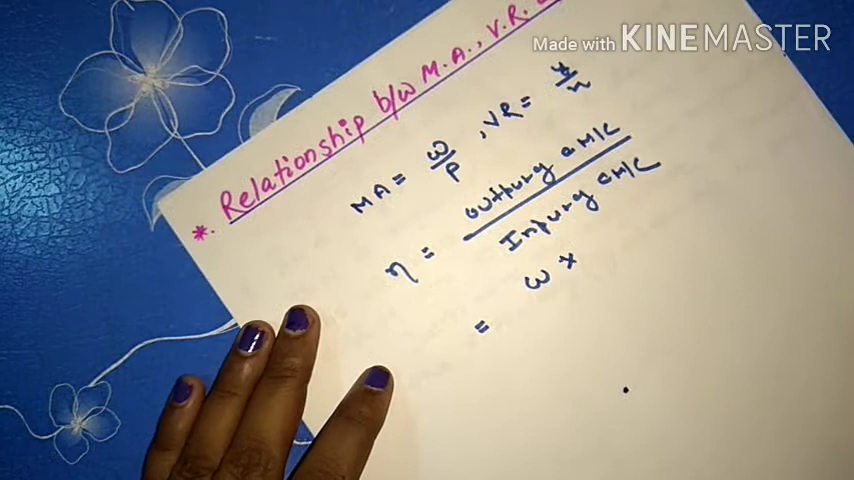 Made with KINEMASTER
*. Relationship b/w M.A., V.R.
MA = W/P , VR = y/x
η = output of a m/c / Input of a m/c
= W ×